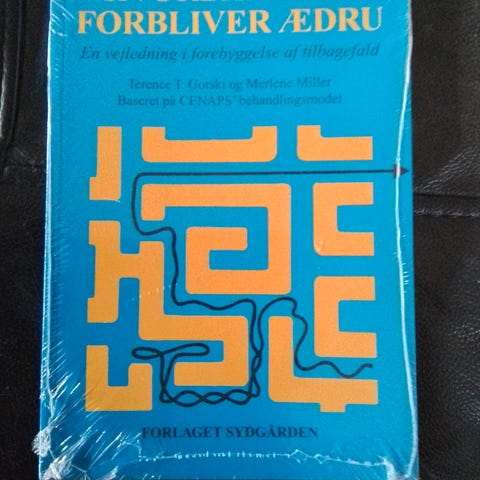 FORBLIVER ÆDRU
En vejledning i forebyggelse af tilbagefald
Terence T. Gorski og Merlene Miller
Baseret på CENAPS' behandlingsmodel
FORLAGET SYDGÅRDEN